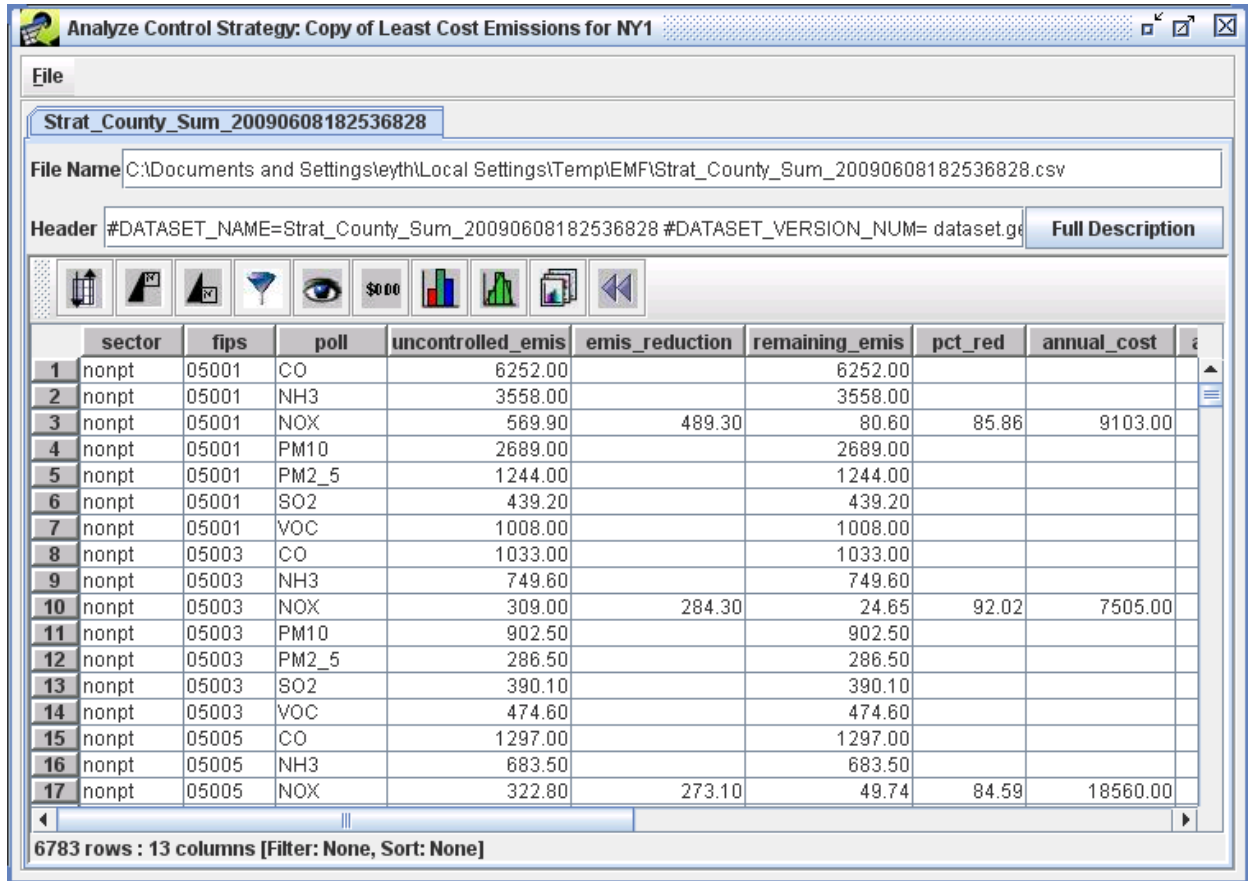 Analyze Control Strategy: Copy of Least Cost Emissions for NY1
File
Strat_County_Sum_20090608182536828
File Name C:\Documents and Settings\eyth\Local Settings\Temp\EMF\Strat_County_Sum_20090608182536828.csv
Header #DATASET_NAME=Strat_County_Sum_20090608182536828 #DATASET_VERSION_NUM= dataset.ge Full Description
$0.00
sector fips poll uncontrolled_emis emis_reduction remaining_emis pct_red annual_cost
1 nonpt 05001 CO 6252.00 6252.00
2 nonpt 05001 NH3 3558.00 3558.00
3 nonpt 05001 NOX 569.90 489.30 80.60 85.86 9103.00
4 nonpt 05001 PM10 2689.00 2689.00
5 nonpt 05001 PM2_5 1244.00 1244.00
6 nonpt 05001 SO2 439.20 439.20
7 nonpt 05001 VOC 1008.00 1008.00
8 nonpt 05003 CO 1033.00 1033.00
9 nonpt 05003 NH3 749.60 749.60
10 nonpt 05003 NOX 309.00 284.30 24.65 92.02 7505.00
11 nonpt 05003 PM10 902.50 902.50
12 nonpt 05003 PM2_5 286.50 286.50
13 nonpt 05003 SO2 390.10 390.10
14 nonpt 05003 VOC 474.60 474.60
15 nonpt 05005 CO 1297.00 1297.00
16 nonpt 05005 NH3 683.50 683.50
17 nonpt 05005 NOX 322.80 273.10 49.74 84.59 18560.00
6783 rows : 13 columns [Filter: None, Sort: None]